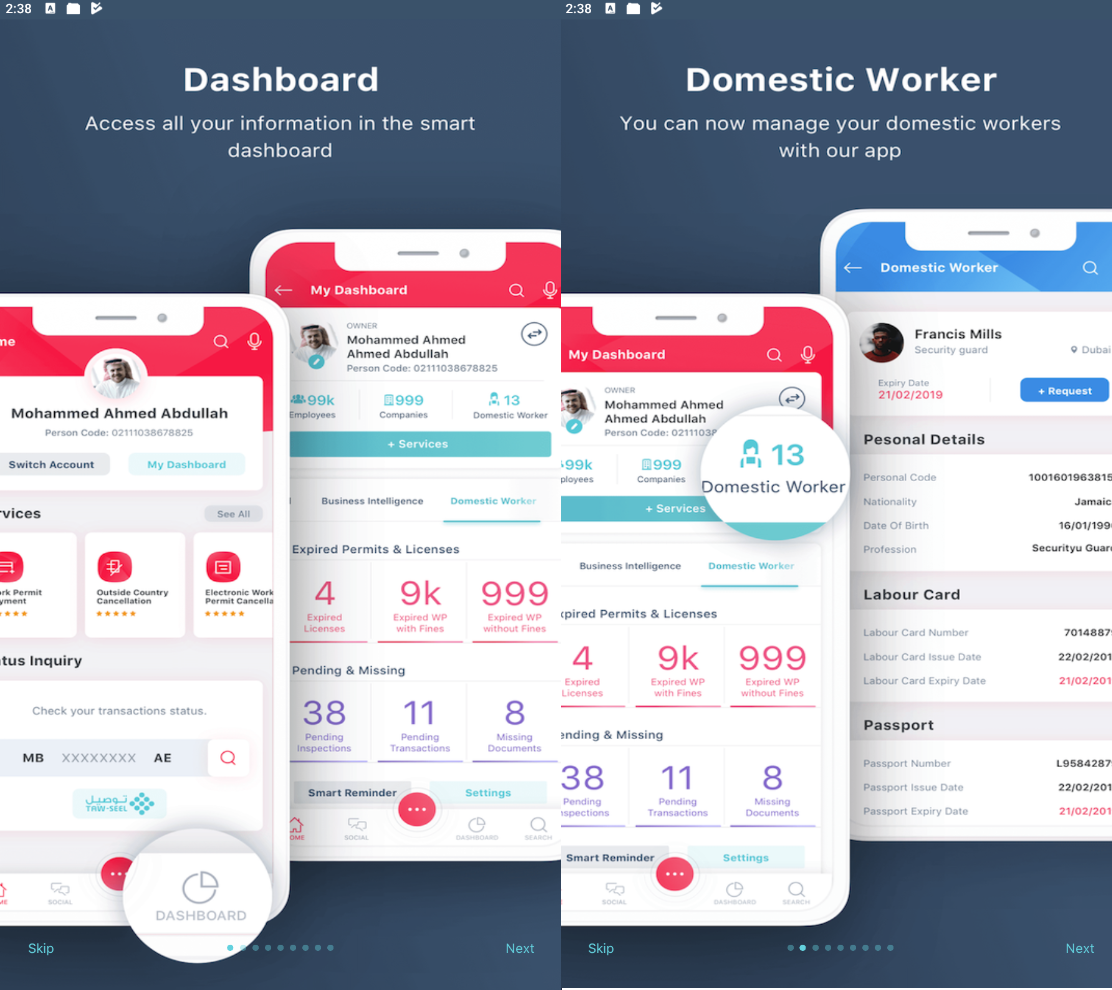 2:38
Dashboard
Access all your information in the smart
dashboard
My Dashboard
OWNER
Mohammed Ahmed
Ahmed Abdullah
Person Code: 02111038678825
99k
999
13
Employees
Companies
Domestic Worker
+ Services
Business Intelligence
Domestic Worker
Expired Permits & Licenses
4
9k
999
Expired
Licenses
Expired WP
with Fines
Expired WP
without Fines
Pending & Missing
38
11
8
Pending
Inspections
Pending
Transactions
Missing
Documents
Smart Reminder
Settings
OME
SOCIAL
DASHBOARD
SEARCH
me
Mohammed Ahmed Abdullah
Person Code: 02111038678825
Switch Account
My Dashboard
rvices
See All
rk Permit
yment
Outside Country
Cancellation
Electronic Work
Permit Cancella
tus Inquiry
Check your transactions status.
MB XXXXXXXX AE
توصيل
TAW-SEEL
ME
SOCIAL
DASHBOARD
Skip
Next
2:38
Domestic Worker
You can now manage your domestic workers
with our app
My Dashboard
OWNER
Mohammed Ahmed
Ahmed Abdullah
Person Code: 0211103
99k
999
13
ployees
Companies
Domestic Worker
+ Services
Business Intelligence
Domestic Worker
xpired Permits & Licenses
4
9k
999
Expired
Licenses
Expired WP
with Fines
Expired WP
without Fines
ending & Missing
38
11
8
Pending
spections
Pending
Transactions
Missing
Documents
Smart Reminder
Settings
SOCIAL
DASHBOARD
SEARCH
Domestic Worker
Francis Mills
Security guard
Dubai
Expiry Date
21/02/2019
+ Request
Pesonal Details
Personal Code
1001601963815
Nationality
Jamaic
Date Of Birth
16/01/199
Profession
Securityu Guar
Labour Card
Labour Card Number
7014887
Labour Card Issue Date
22/02/201
Labour Card Expiry Date
21/02/201
Passport
Passport Number
L9584287
Passport Issue Date
22/02/201
Passport Expiry Date
21/02/201
Skip
Next